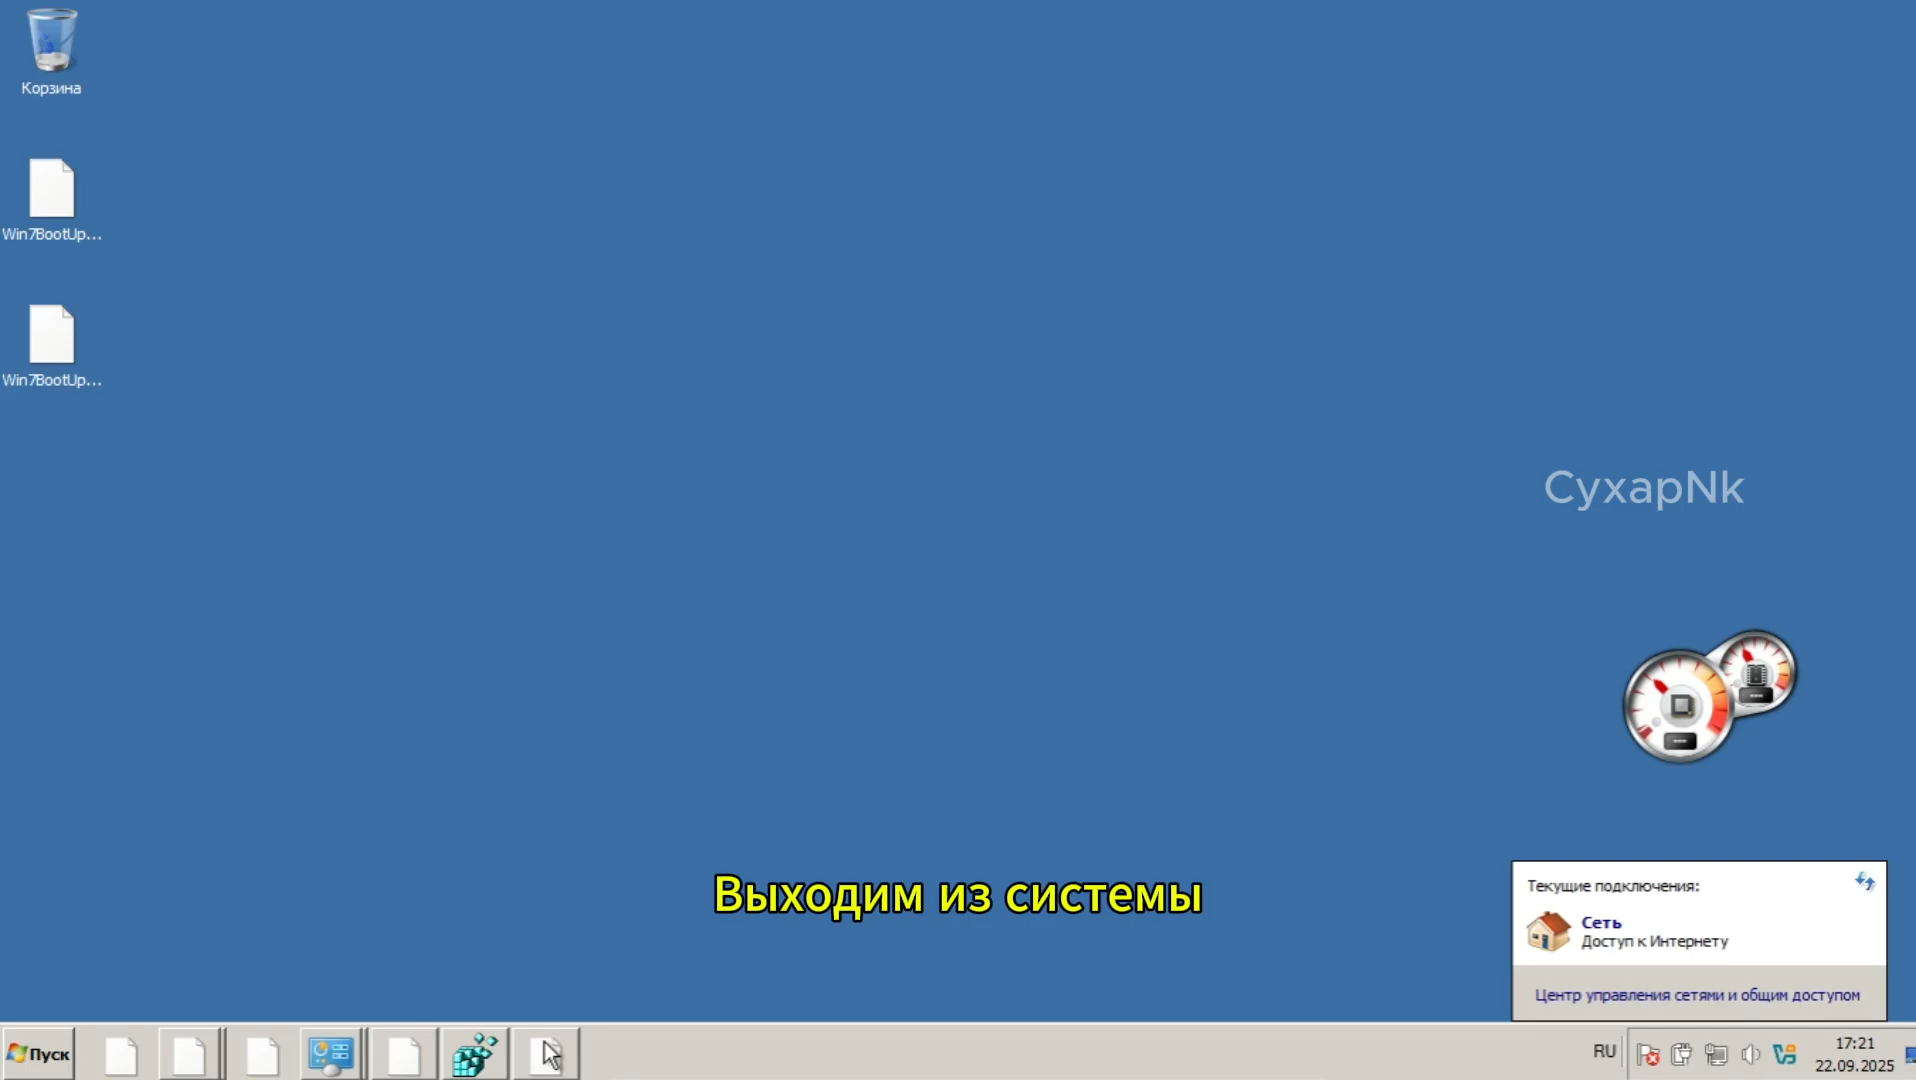 Корзина
Win7BootUp...
Win7BootUp...
СухарNk
Выходим из системы
Текущие подключения:
Сеть
Доступ к Интернету
Центр управления сетями и общим доступом
Пуск
RU
17:21
22.09.2025